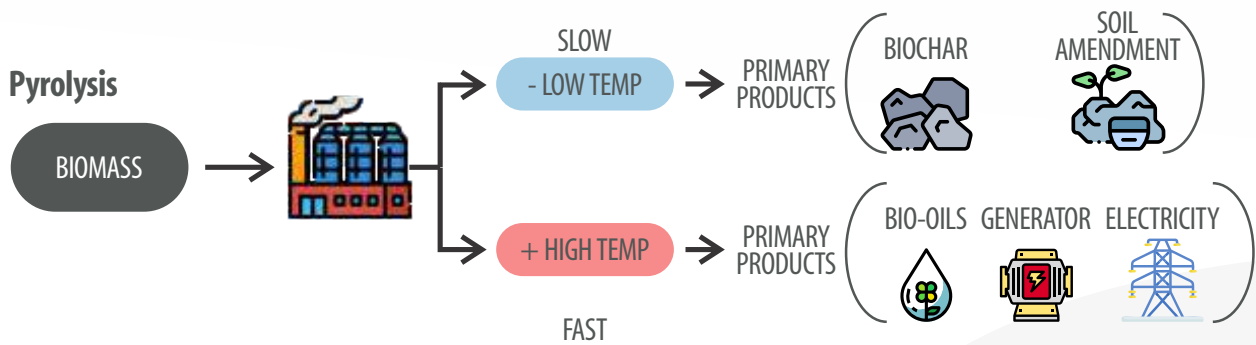 Pyrolysis
BIOMASS
SLOW
- LOW TEMP
PRIMARY
PRODUCTS
BIOCHAR
SOIL
AMENDMENT
+ HIGH TEMP
FAST
PRIMARY
PRODUCTS
BIO-OILS
GENERATOR
ELECTRICITY